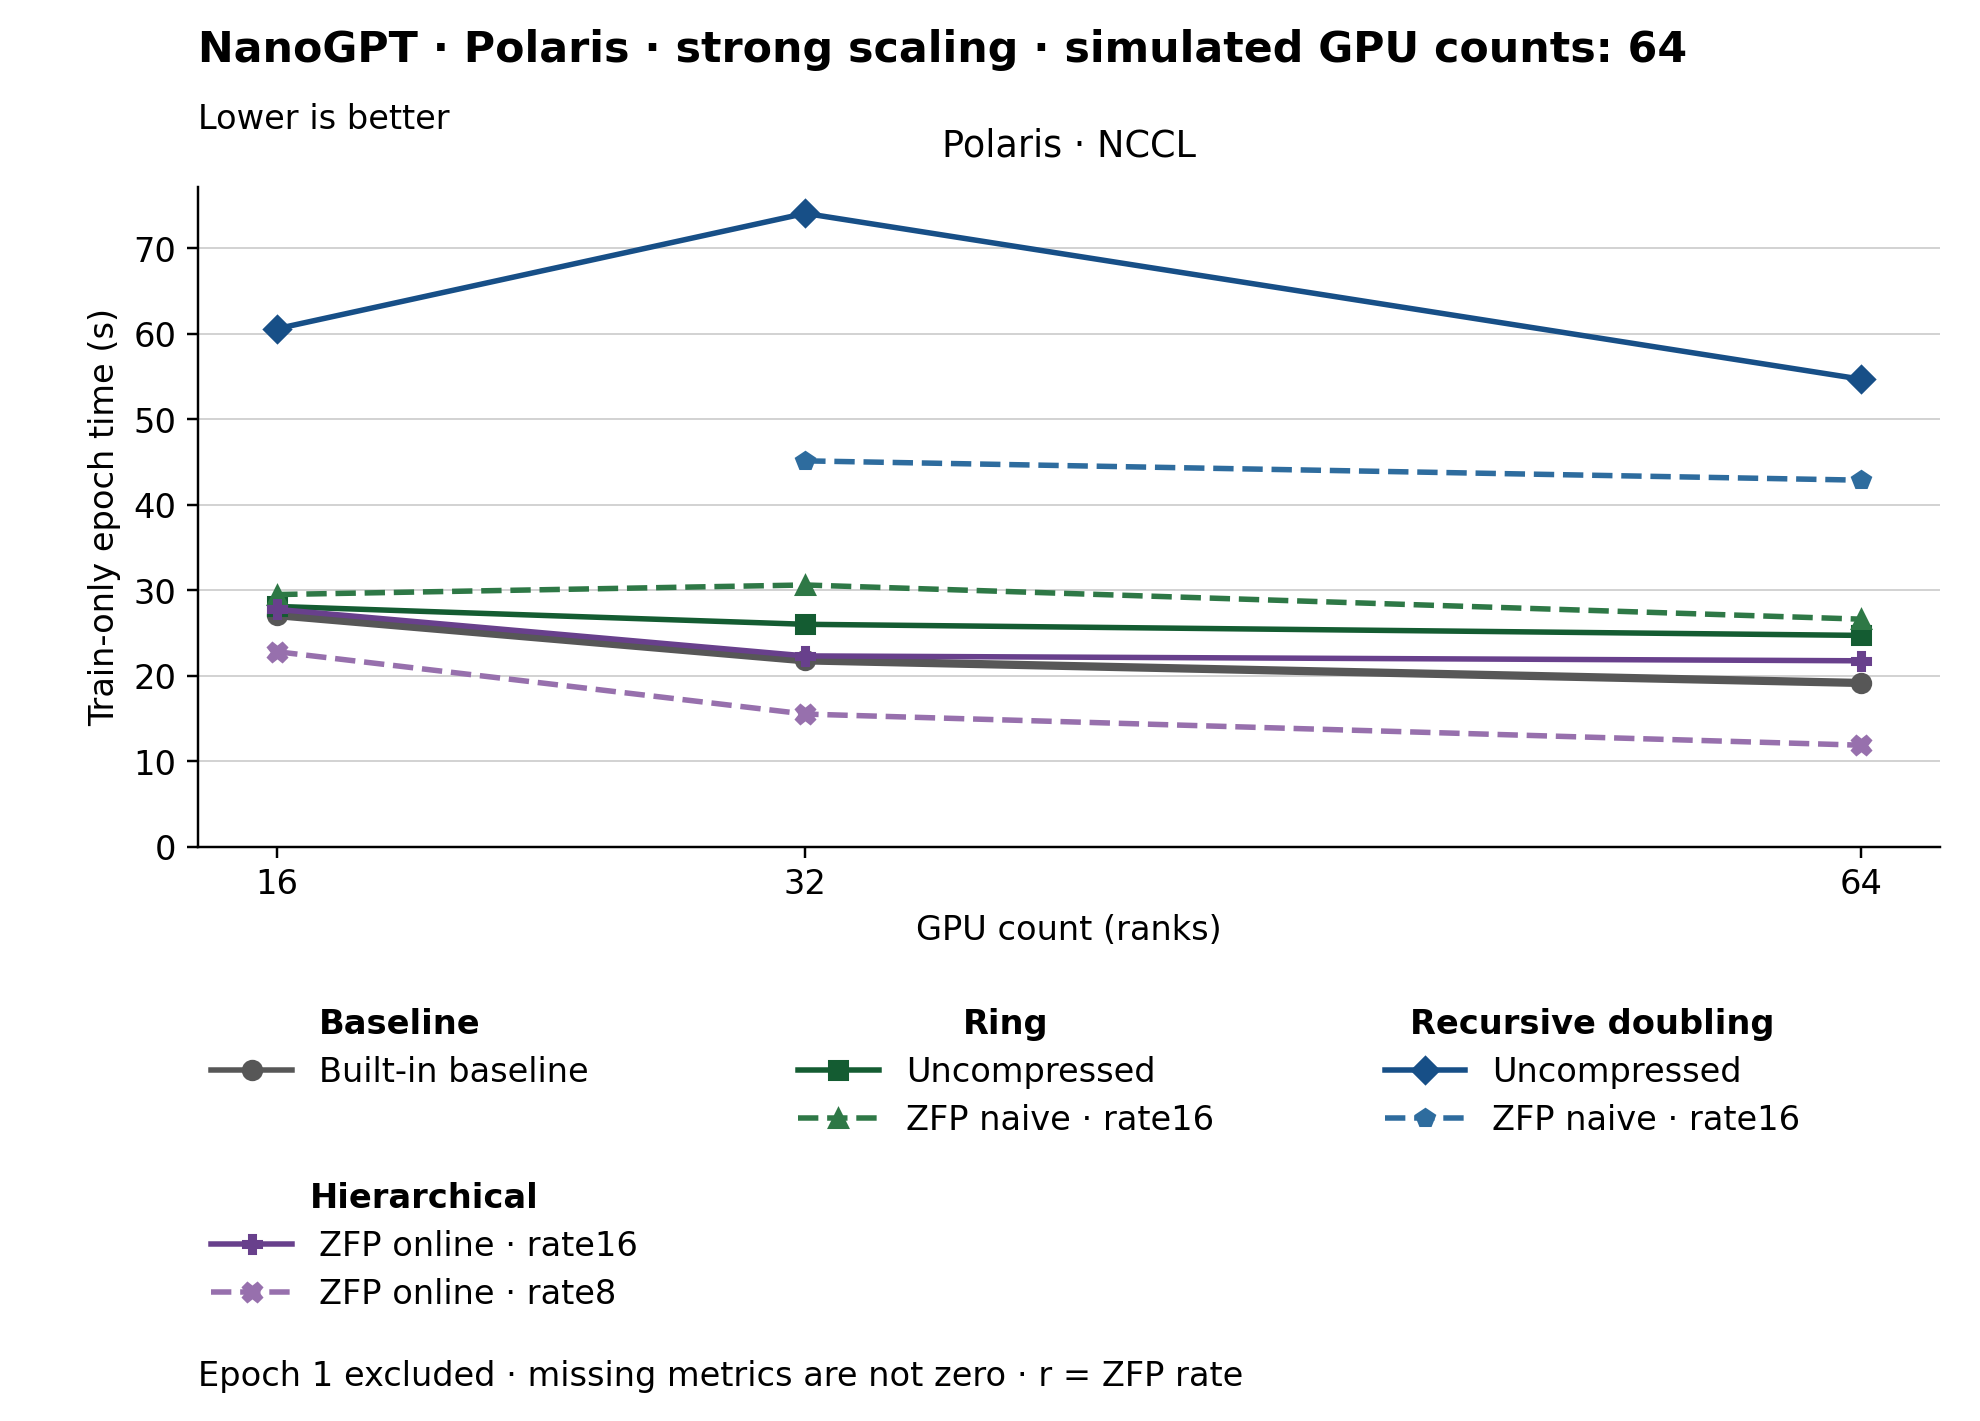 NanoGPT · Polaris · strong scaling · simulated GPU counts: 64
Lower is better
Polaris · NCCL
Train-only epoch time (s)
70
60
50
40
30
20
10
0
16 32 64
GPU count (ranks)
Baseline
Built-in baseline
Ring
Uncompressed
ZFP naive · rate16
Recursive doubling
Uncompressed
ZFP naive · rate16
Hierarchical
ZFP online · rate16
ZFP online · rate8
Epoch 1 excluded · missing metrics are not zero · r = ZFP rate